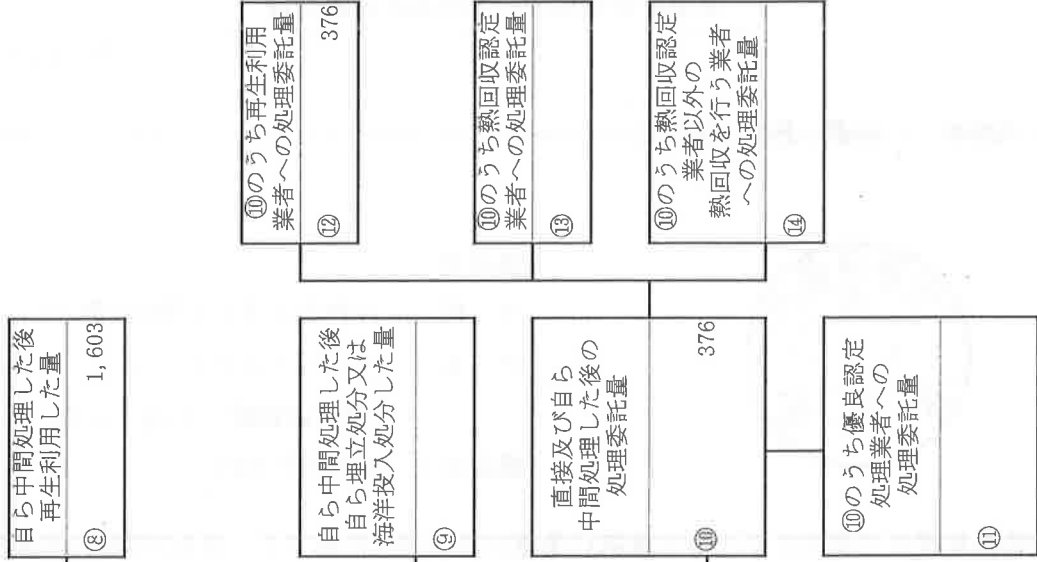 自ら中間処理した後
再生利用した量
⑧ 1,603
自ら中間処理した後
自ら埋立処分又は
海洋投入処分した量
⑨
直接及び自ら
中間処理した後の
処理委託量
⑩ 376
⑩のうち優良認定
処理業者への
処理委託量
⑪
⑩のうち再生利用
業者への処理委託量
⑫ 376
⑩のうち熱回収認定
業者への処理委託量
⑬
⑩のうち熱回収認定
業者以外の
熱回収を行う業者
への処理委託量
⑭